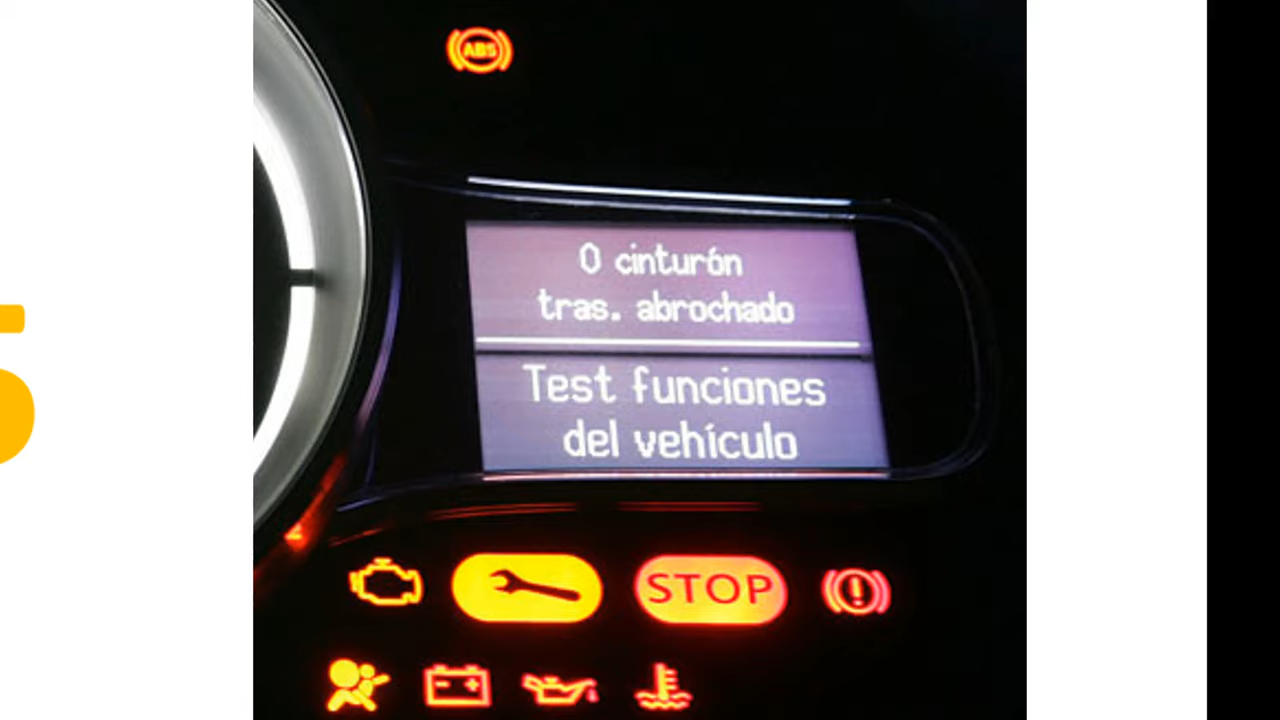 ABS
0 cinturón
tras. abrochado
Test funciones
del vehículo
STOP